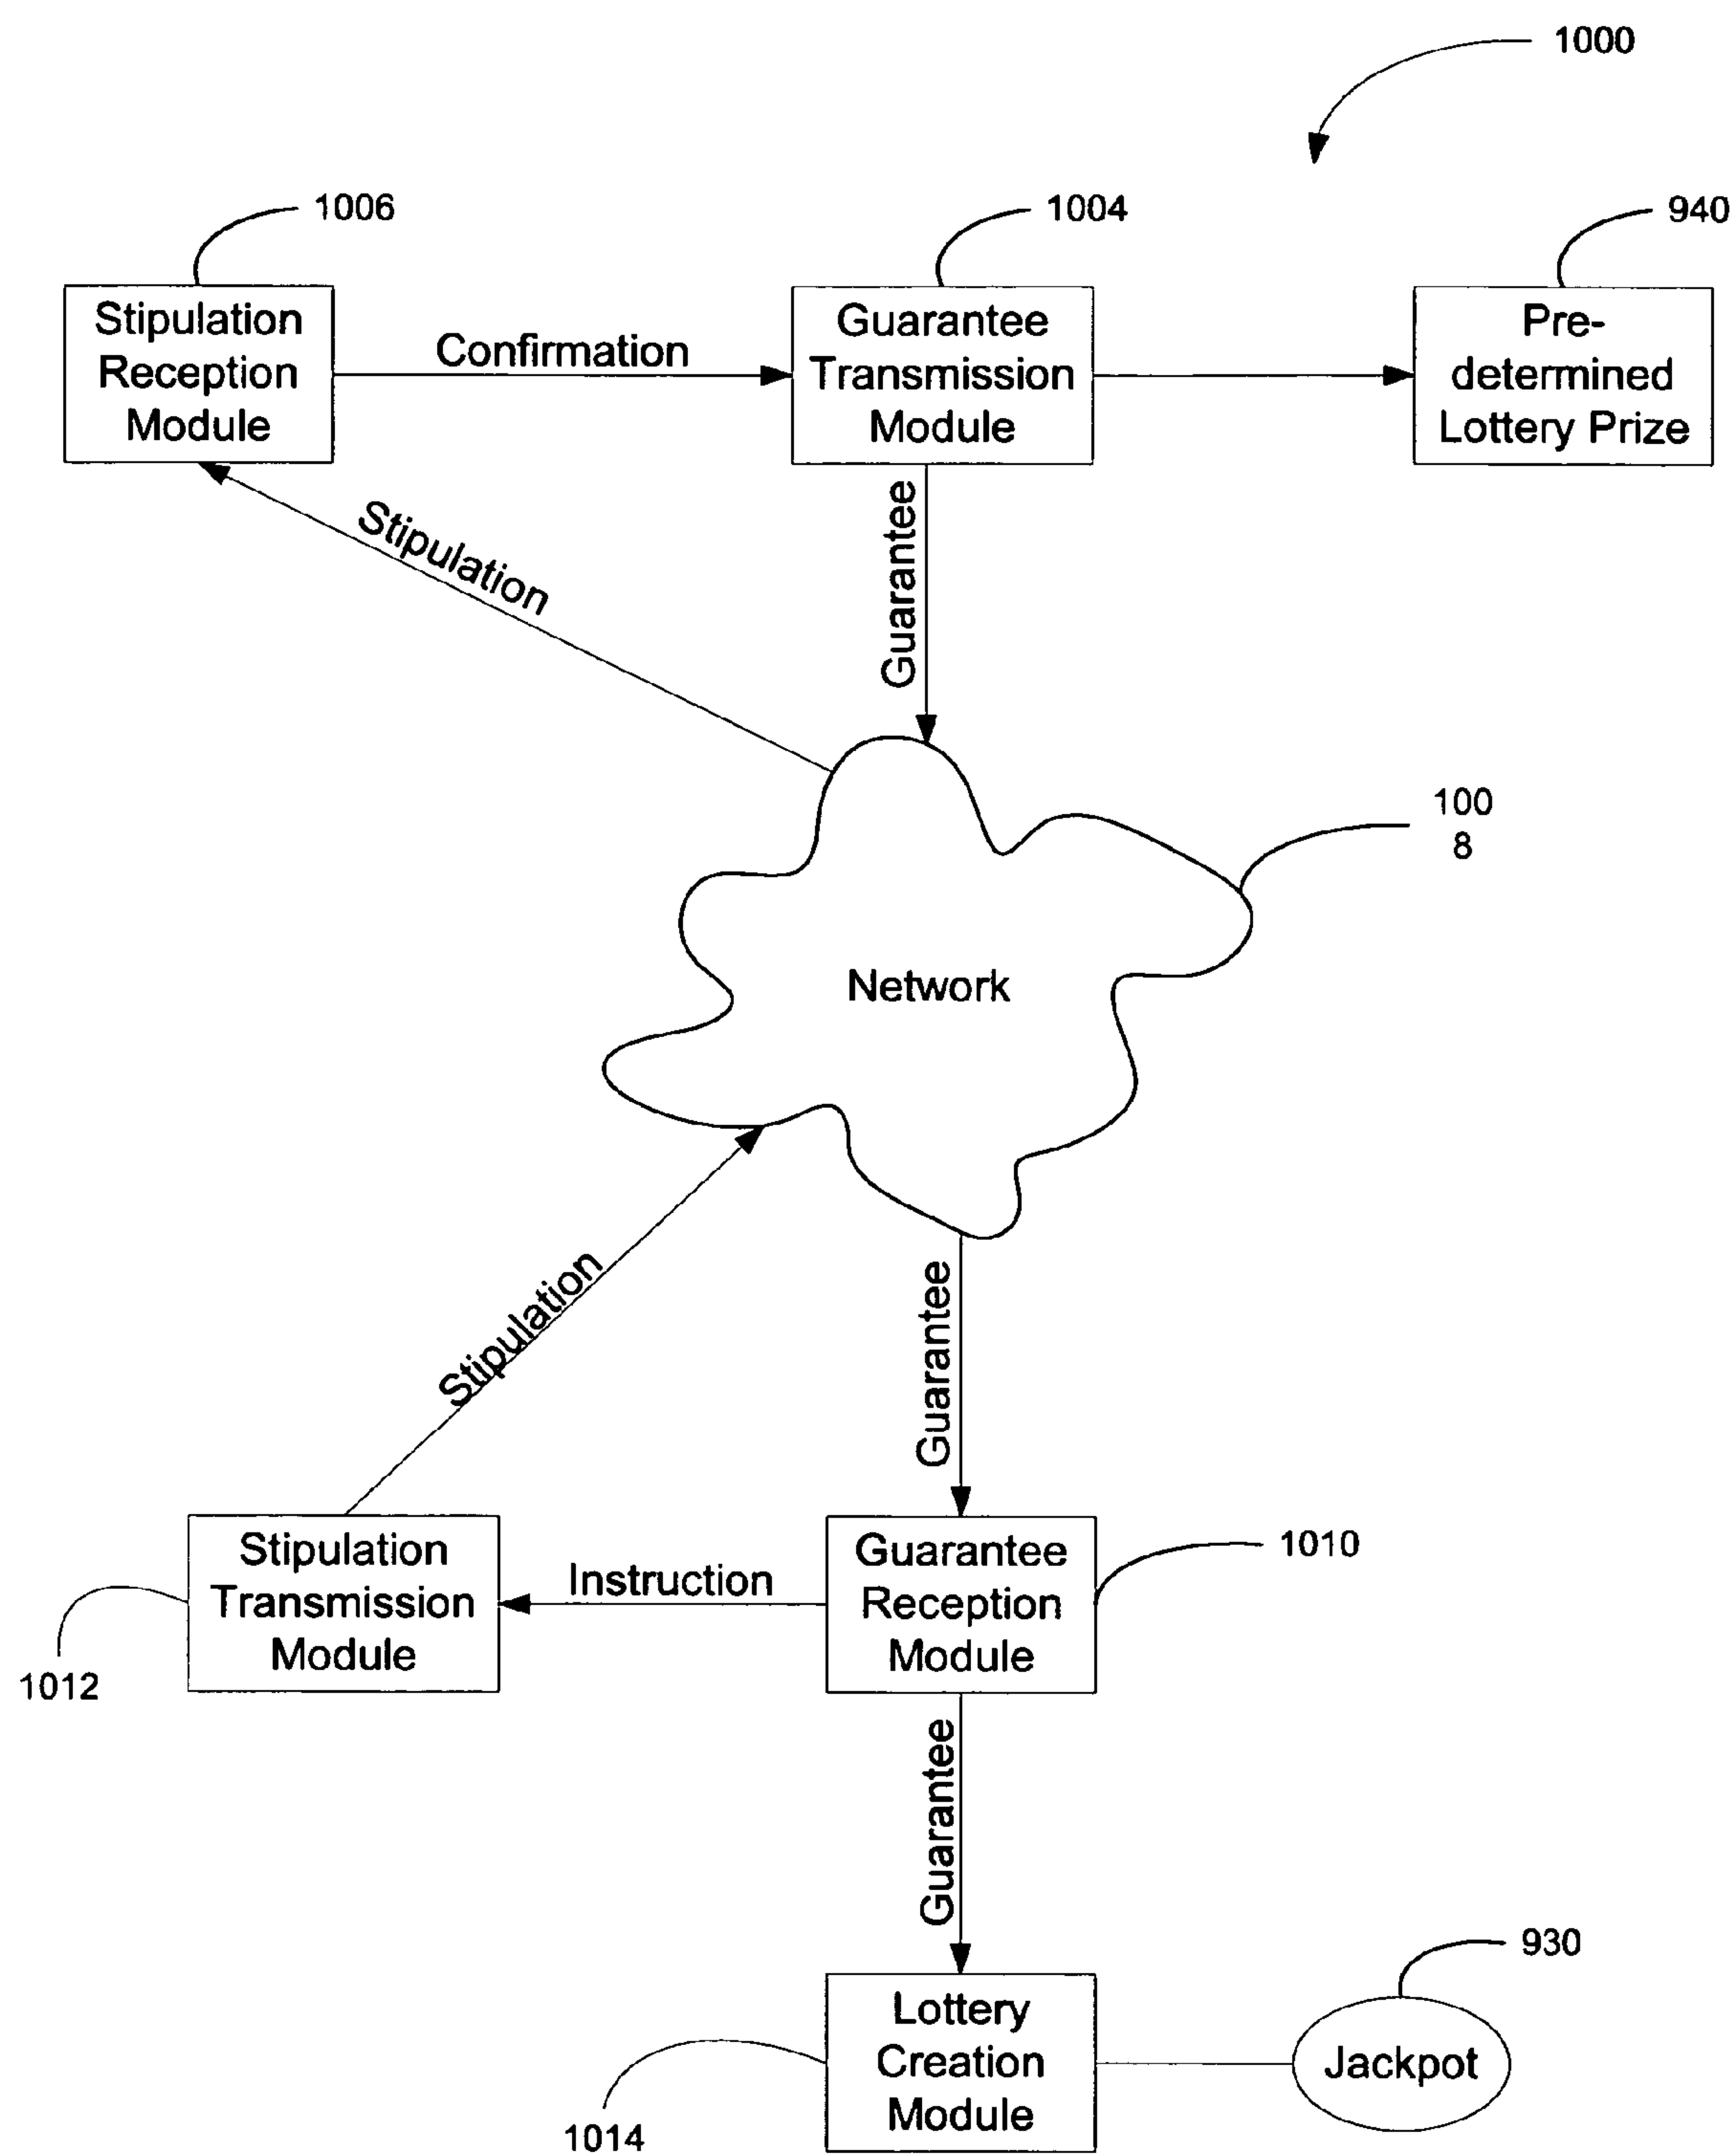 1000
1006
1004
940
Stipulation
Reception
Module
Confirmation
Guarantee
Transmission
Module
Pre-
determined
Lottery Prize
Stipulation
Guarantee
100
8
Network
Stipulation
Guarantee
Stipulation
Transmission
Module
Instruction
Guarantee
Reception
Module
1010
1012
Guarantee
930
Lottery
Creation
Module
Jackpot
1014